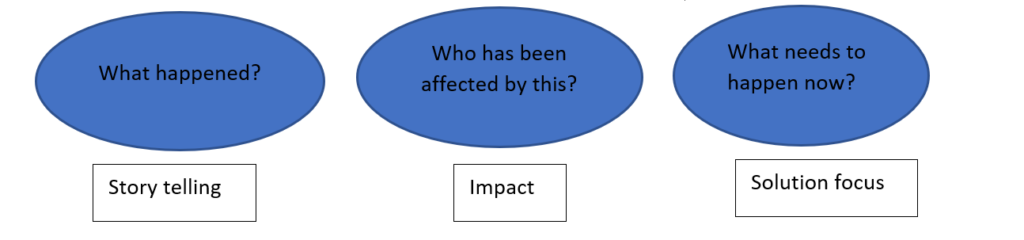 What happened?
Who has been
affected by this?
What needs to
happen now?
Story telling
Impact
Solution focus